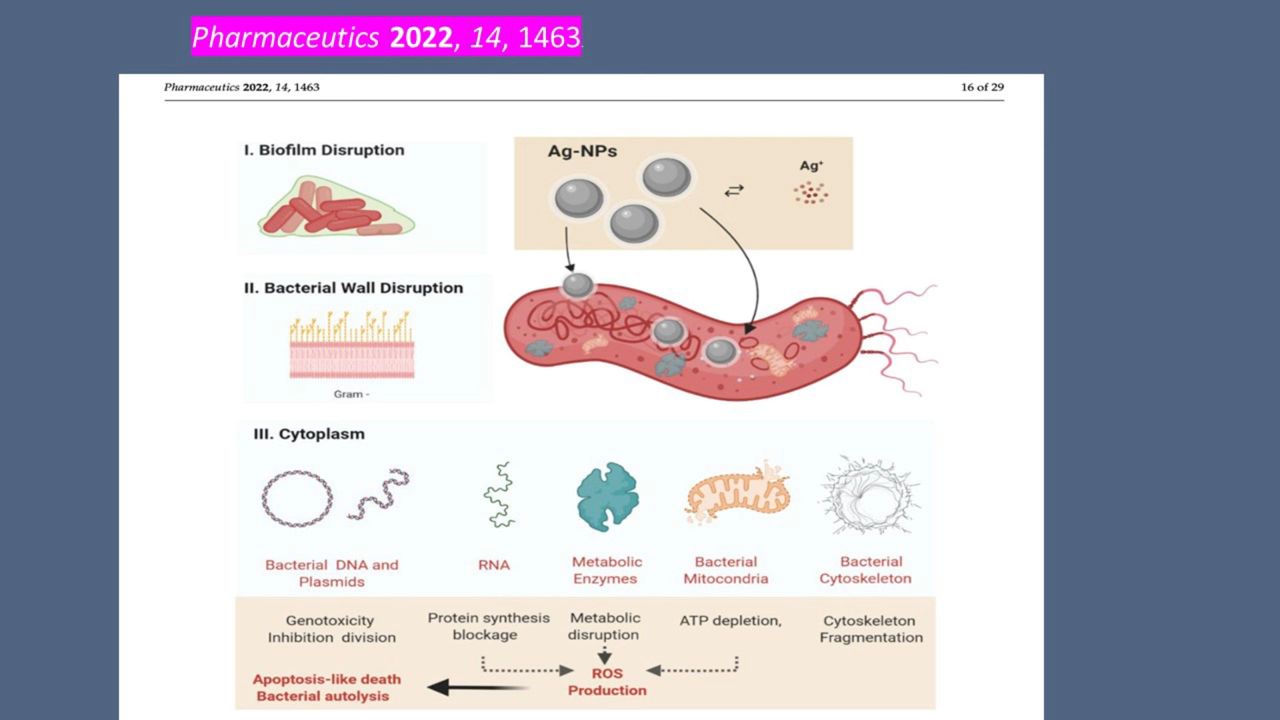 Pharmaceutics 2022, 14, 1463.
Pharmaceutics 2022, 14, 1463
16 of 29
I. Biofilm Disruption
Ag-NPs
Ag⁺
II. Bacterial Wall Disruption
Gram -
III. Cytoplasm
Bacterial DNA and
Plasmids
RNA
Metabolic
Enzymes
Bacterial
Mitocondria
Bacterial
Cytoskeleton
Genotoxicity
Inhibition division
Protein synthesis
blockage
Metabolic
disruption
ATP depletion,
Cytoskeleton
Fragmentation
ROS
Production
Apoptosis-like death
Bacterial autolysis